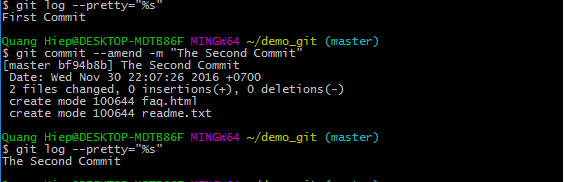 $ git log --pretty="%s"
First Commit
Quang Hiep@DESKTOP-MDTB86F MINGW64 ~/demo_git (master)
$ git commit --amend -m "The Second Commit"
[master bf94b8b] The Second Commit
Date: Wed Nov 30 22:07:26 2016 +0700
2 files changed, 0 insertions(+), 0 deletions(-)
create mode 100644 faq.html
create mode 100644 readme.txt
Quang Hiep@DESKTOP-MDTB86F MINGW64 ~/demo_git (master)
$ git log --pretty="%s"
The Second Commit